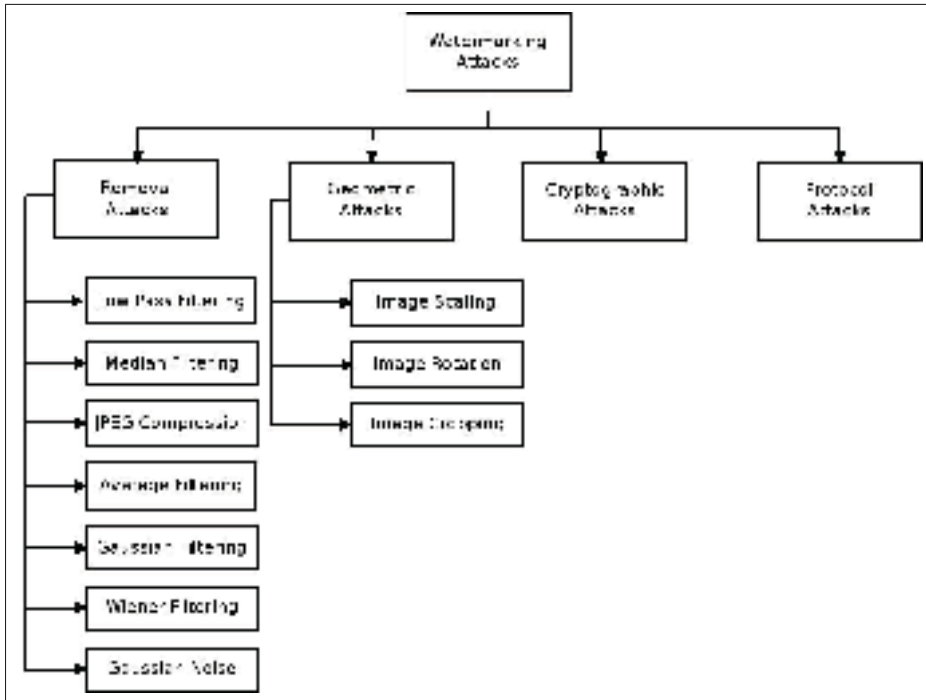 Watermarking
Attacks
Removal
Attacks
Geometric
Attacks
Cryptographic
Attacks
Protocol
Attacks
Low Pass Filtering
Median Filtering
JPEG Compression
Average Filtering
Gaussian Filtering
Wiener Filtering
Gaussian Noise
Image Scaling
Image Rotation
Image Cropping